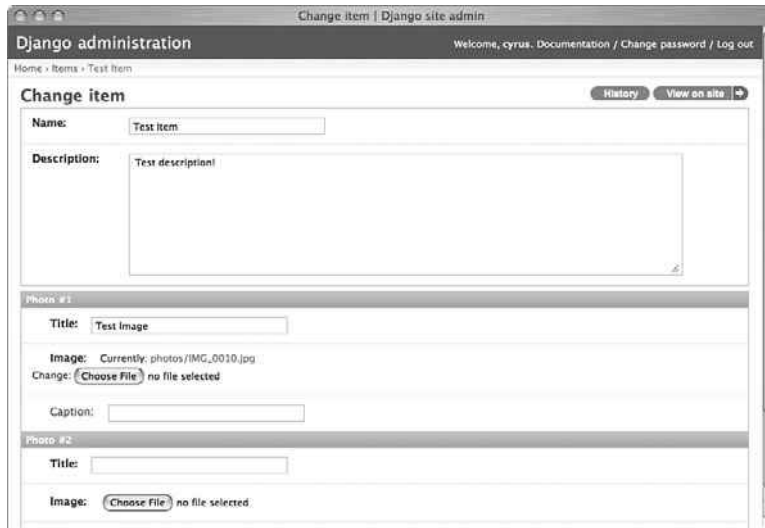 Change item | Django site admin
Django administration
Welcome, cyrus. Documentation / Change password / Log out
Home › Items › Test Item
Change item
History
View on site
Name:
Test Item
Description:
Test description!
Photo #1
Title:
Test Image
Image: Currently: photos/IMG_0010.jpg
Change: Choose File no file selected
Caption:
Photo #2
Title:
Image: Choose File no file selected